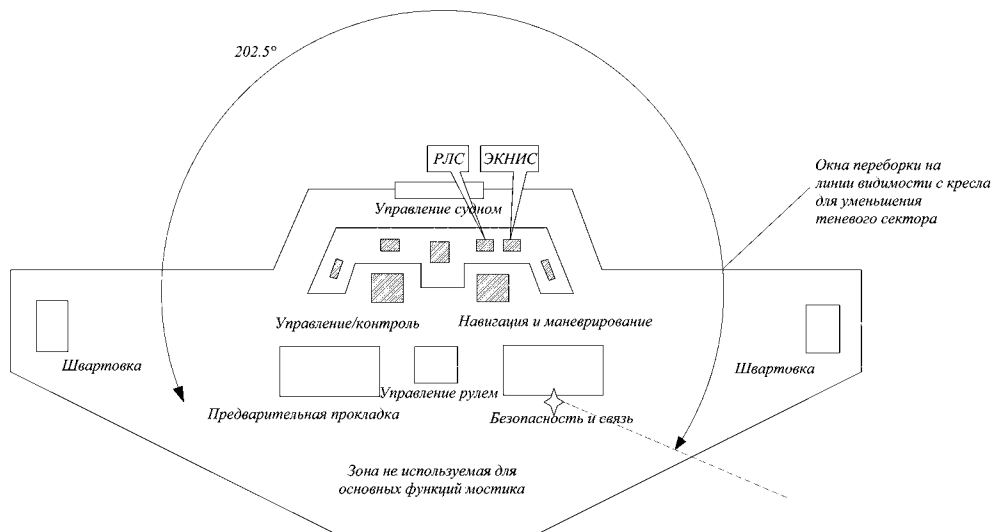 202.5°
РЛС
ЭКНИС
Окна переборки на
линии видимости с кресла
для уменьшения
теневого сектора
Управление судном
Управление/контроль
Навигация и маневрирование
Швартовка
Швартовка
Управление рулем
Предварительная прокладка
Безопасность и связь
Зона не используемая для
основных функций мостика